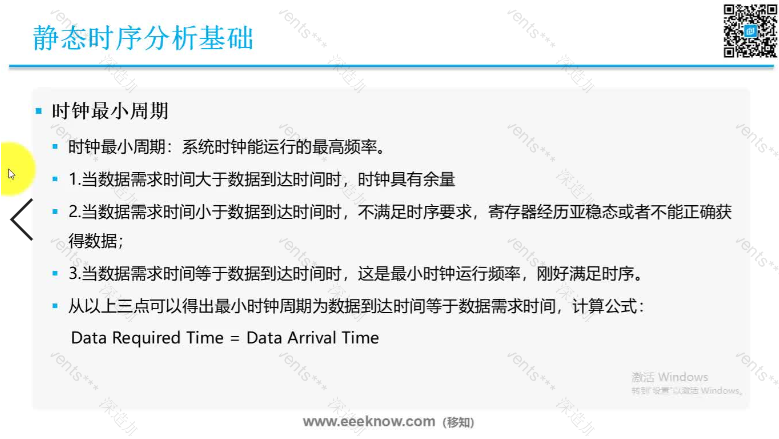 静态时序分析基础
时钟最小周期
时钟最小周期：系统时钟能运行的最高频率。
1.当数据需求时间大于数据到达时间时，时钟具有余量
2.当数据需求时间小于数据到达时间时，不满足时序要求，寄存器经历亚稳态或者不能正确获
得数据；
3.当数据需求时间等于数据到达时间时，这是最小时钟运行频率，刚好满足时序。
从以上三点可以得出最小时钟周期为数据到达时间等于数据需求时间，计算公式：
Data Required Time = Data Arrival Time
激活 Windows
转到"设置"以激活 Windows。
www.eeeknow.com（移知）